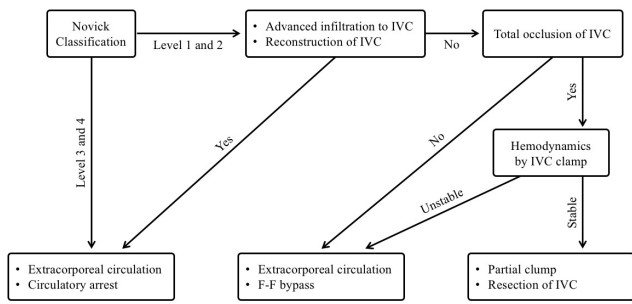 Novick
Classification
Level 1 and 2
• Advanced infiltration to IVC
• Reconstruction of IVC
No
Total occlusion of IVC
Level 3 and 4
Yes
No
Yes
Hemodynamics
by IVC clamp
Unstable
Stable
• Extracorporeal circulation
• Circulatory arrest
• Extracorporeal circulation
• F-F bypass
• Partial clump
• Resection of IVC